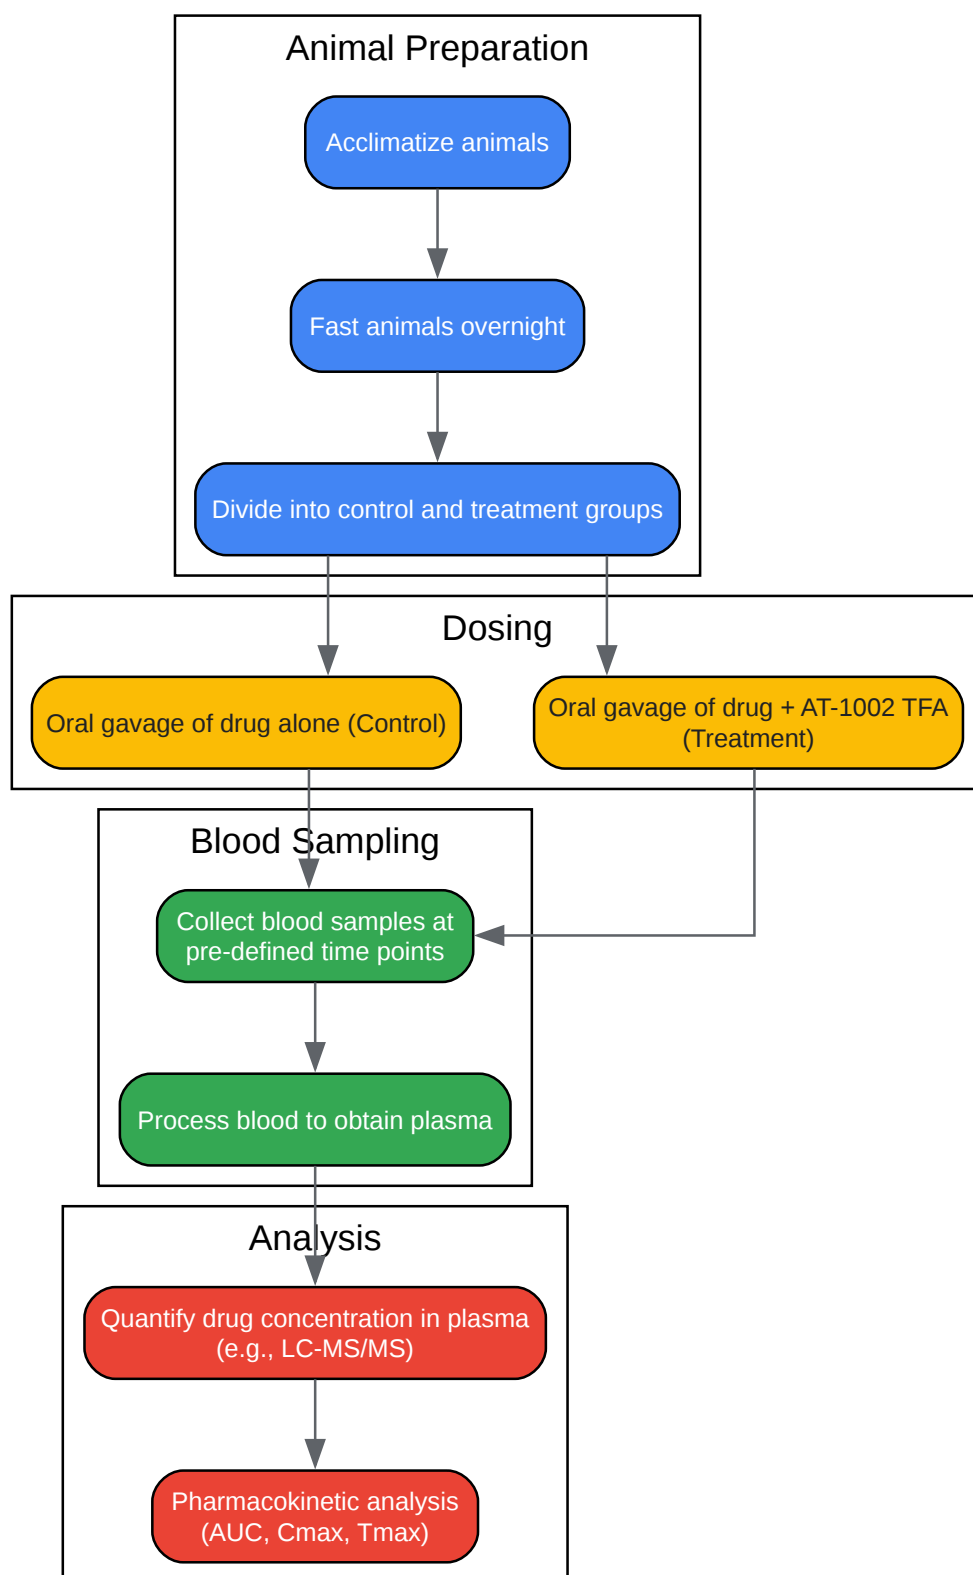 Animal Preparation
Acclimatize animals
Fast animals overnight
Divide into control and treatment groups
Dosing
Oral gavage of drug alone (Control)
Oral gavage of drug + AT-1002 TFA
(Treatment)
Blood Sampling
Collect blood samples at
pre-defined time points
Process blood to obtain plasma
Analysis
Quantify drug concentration in plasma
(e.g., LC-MS/MS)
Pharmacokinetic analysis
(AUC, Cmax, Tmax)